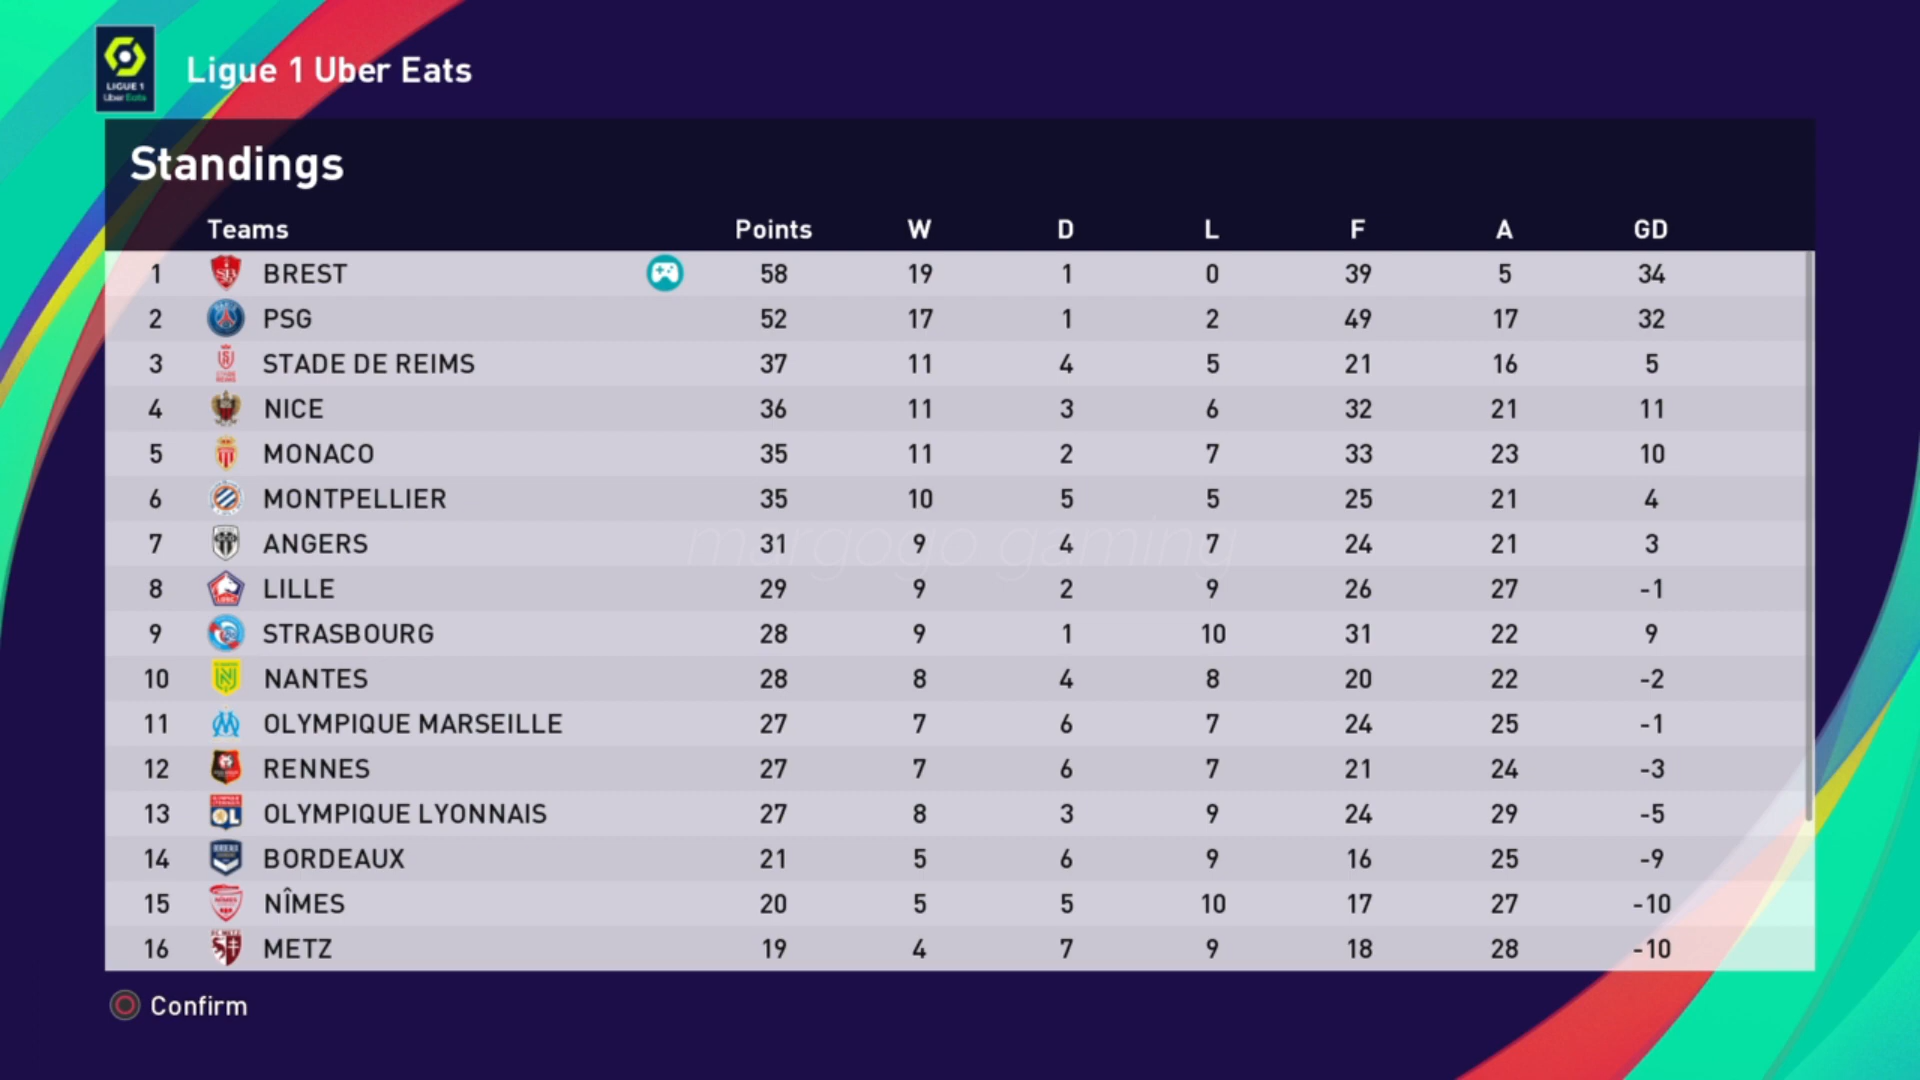 LIGUE 1
Uber Eats
Ligue 1 Uber Eats
Standings
Teams Points W D L F A GD
1 BREST 58 19 1 0 39 5 34
2 PSG 52 17 1 2 49 17 32
3 STADE DE REIMS 37 11 4 5 21 16 5
4 NICE 36 11 3 6 32 21 11
5 MONACO 35 11 2 7 33 23 10
6 MONTPELLIER 35 10 5 5 25 21 4
margogo gaming
7 ANGERS 31 9 4 7 24 21 3
8 LILLE 29 9 2 9 26 27 -1
9 STRASBOURG 28 9 1 10 31 22 9
10 NANTES 28 8 4 8 20 22 -2
11 OLYMPIQUE MARSEILLE 27 7 6 7 24 25 -1
12 RENNES 27 7 6 7 21 24 -3
13 OLYMPIQUE LYONNAIS 27 8 3 9 24 29 -5
14 BORDEAUX 21 5 6 9 16 25 -9
15 NÎMES 20 5 5 10 17 27 -10
16 METZ 19 4 7 9 18 28 -10
Confirm